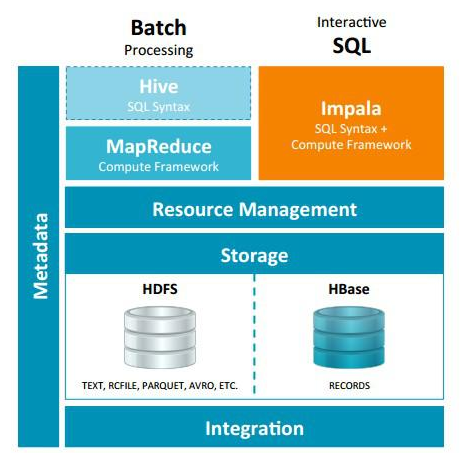 Batch
Processing
Interactive
SQL
Metadata
Hive
SQL Syntax
MapReduce
Compute Framework
Impala
SQL Syntax +
Compute Framework
Resource Management
Storage
HDFS
TEXT, RCFILE, PARQUET, AVRO, ETC.
HBase
RECORDS
Integration